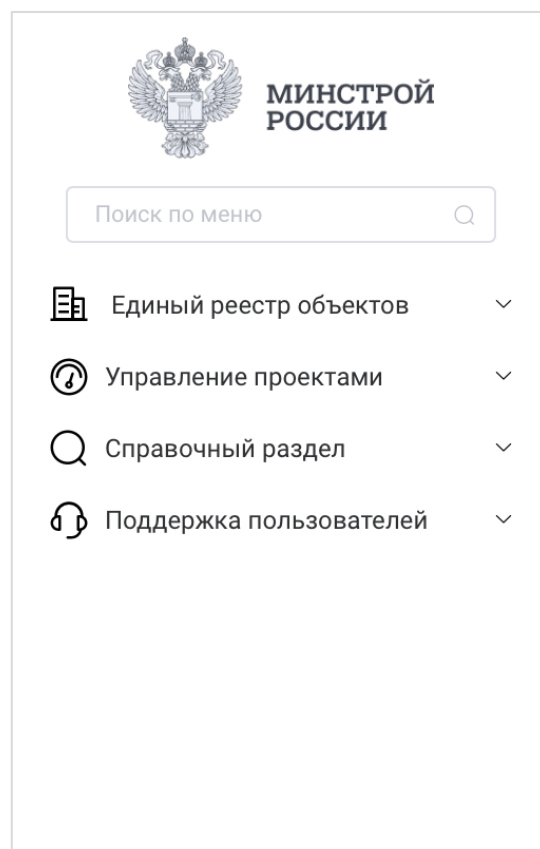 МИНСТРОЙ
РОССИИ
Поиск по меню
Единый реестр объектов
Управление проектами
Справочный раздел
Поддержка пользователей